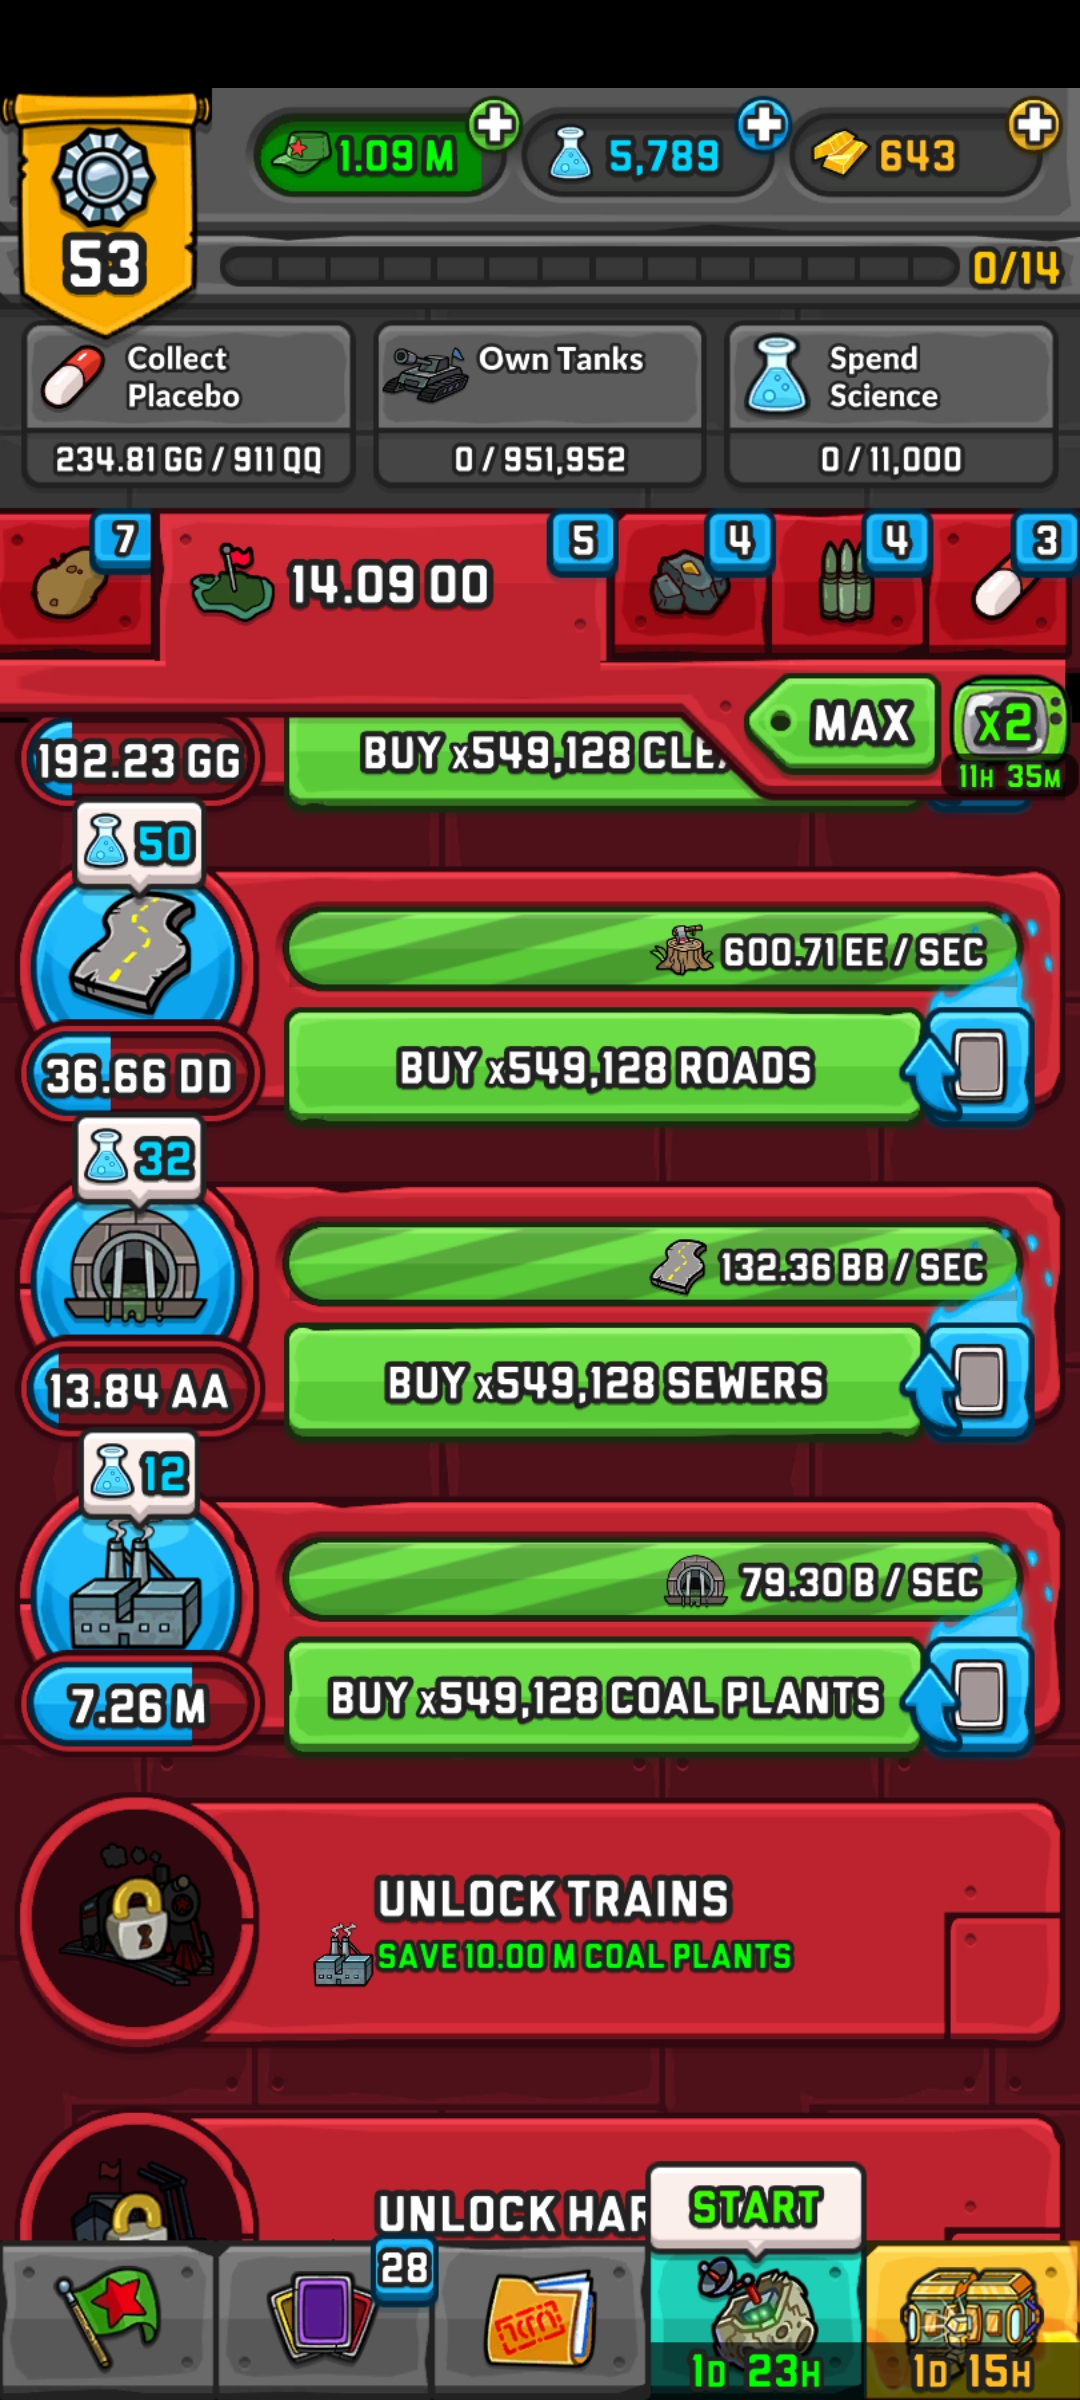 1.09 M
5,789
643
53
0/14
Collect
Placebo
234.81 GG / 911 QQ
Own Tanks
0 / 951,952
Spend
Science
0 / 11,000
7
14.09 OO
5
4
4
3
MAX
x2
11H 35M
192.23 GG
BUY x549,128 CLEA
50
600.71 EE / SEC
36.66 DD
BUY x549,128 ROADS
32
132.36 BB / SEC
13.84 AA
BUY x549,128 SEWERS
12
79.30 B / SEC
7.26 M
BUY x549,128 COAL PLANTS
UNLOCK TRAINS
SAVE 10.00 M COAL PLANTS
UNLOCK HAR
START
28
1D 23H
1D 15H